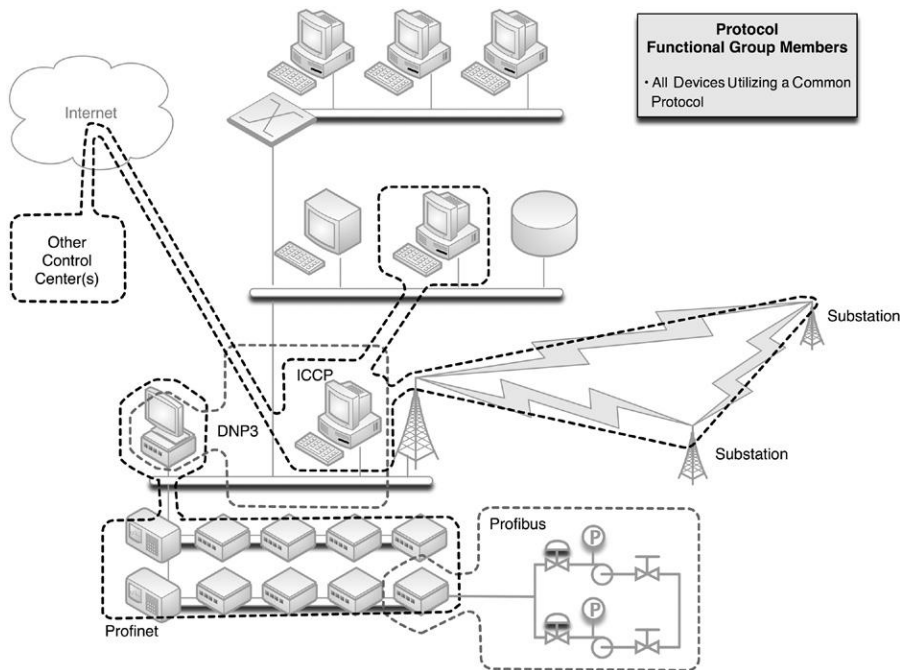 Protocol
Functional Group Members
· All Devices Utilizing a Common
Protocol
Internet
Other
Control
Center(s)
Substation
ICCP
DNP3
Substation
Profibus
P
P
Profinet